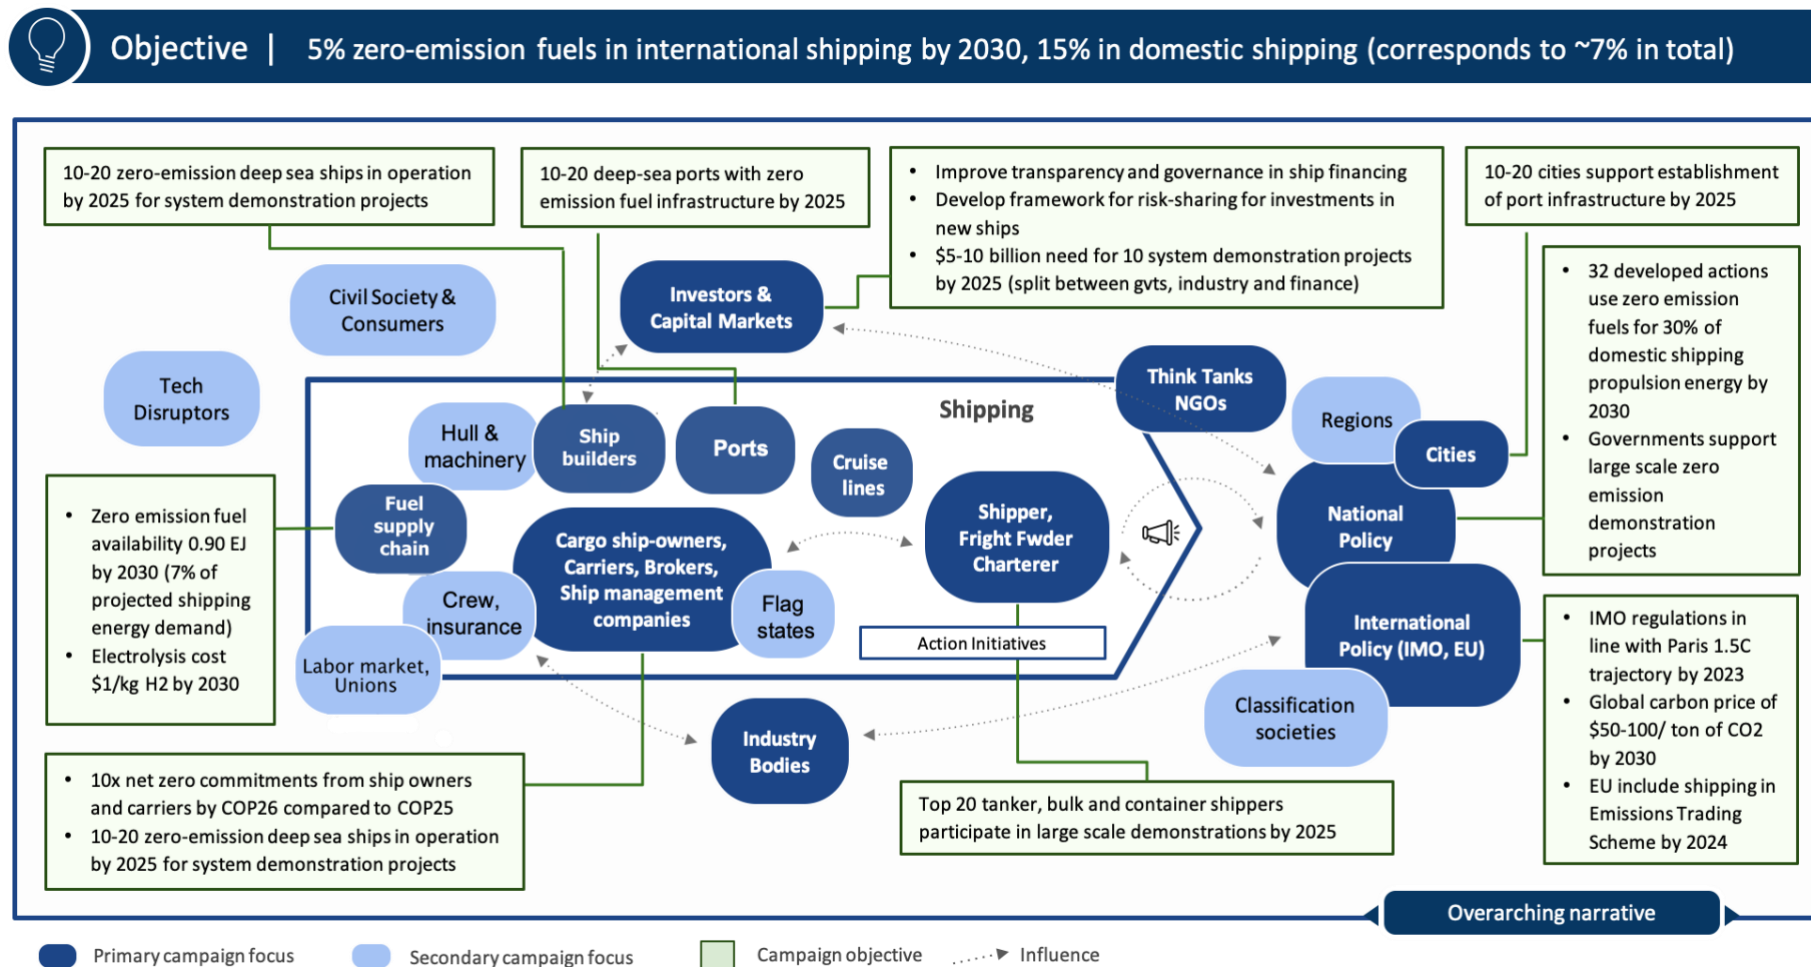 Objective | 5% zero-emission fuels in international shipping by 2030, 15% in domestic shipping (corresponds to ~7% in total)
10-20 zero-emission deep sea ships in operation
by 2025 for system demonstration projects
10-20 deep-sea ports with zero
emission fuel infrastructure by 2025
• Improve transparency and governance in ship financing
• Develop framework for risk-sharing for investments in
new ships
• $5-10 billion need for 10 system demonstration projects
by 2025 (split between gvts, industry and finance)
10-20 cities support establishment
of port infrastructure by 2025
• 32 developed actions
use zero emission
fuels for 30% of
domestic shipping
propulsion energy by
2030
• Governments support
large scale zero
emission
demonstration
projects
Civil Society &
Consumers
Investors &
Capital Markets
Tech
Disruptors
Think Tanks
NGOs
Shipping
Regions
Cities
Hull &
machinery
Ship
builders
Ports
Cruise
lines
• Zero emission fuel
availability 0.90 EJ
by 2030 (7% of
projected shipping
energy demand)
• Electrolysis cost
$1/kg H2 by 2030
Fuel
supply
chain
Cargo ship-owners,
Carriers, Brokers,
Ship management
companies
Shipper,
Fright Fwder
Charterer
National
Policy
Crew,
insurance
Flag
states
Action Initiatives
International
Policy (IMO, EU)
• IMO regulations in
line with Paris 1.5C
trajectory by 2023
• Global carbon price of
$50-100/ ton of CO2
by 2030
• EU include shipping in
Emissions Trading
Scheme by 2024
Labor market,
Unions
Industry
Bodies
Classification
societies
• 10x net zero commitments from ship owners
and carriers by COP26 compared to COP25
• 10-20 zero-emission deep sea ships in operation
by 2025 for system demonstration projects
Top 20 tanker, bulk and container shippers
participate in large scale demonstrations by 2025
Overarching narrative
Primary campaign focus
Secondary campaign focus
Campaign objective
Influence